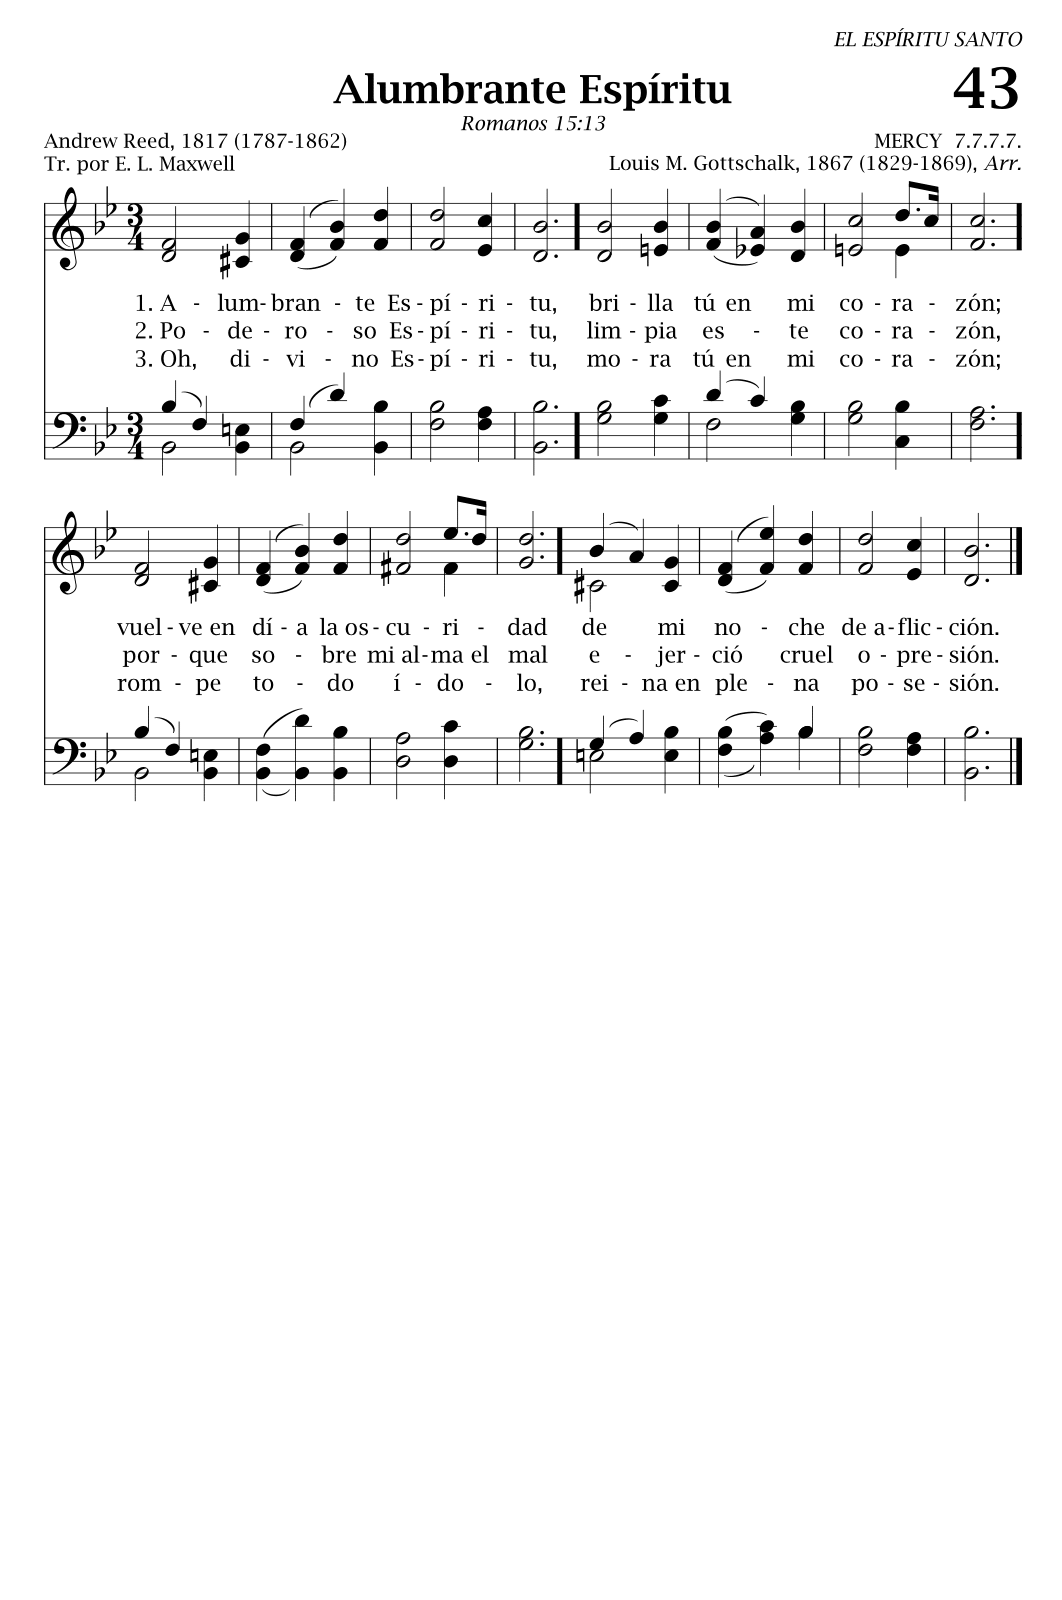 EL ESPÍRITU SANTO
Alumbrante Espíritu
43
Romanos 15:13
Andrew Reed, 1817 (1787-1862)
MERCY 7.7.7.7.
Tr. por E. L. Maxwell
Louis M. Gottschalk, 1867 (1829-1869), Arr.
1. A - lum-bran - te Es - pí - ri - tu, bri - lla tú en mi co - ra - zón;
2. Po - de - ro - so Es - pí - ri - tu, lim - pia es - te co - ra - zón,
3. Oh, di - vi - no Es - pí - ri - tu, mo - ra tú en mi co - ra - zón;
vuel - ve en dí - a la os - cu - ri - dad de mi no - che de a - flic - ción.
por - que so - bre mi al - ma el mal e - jer - ció cruel o - pre - sión.
rom - pe to - do í - do - lo, rei - na en ple - na po - se - sión.